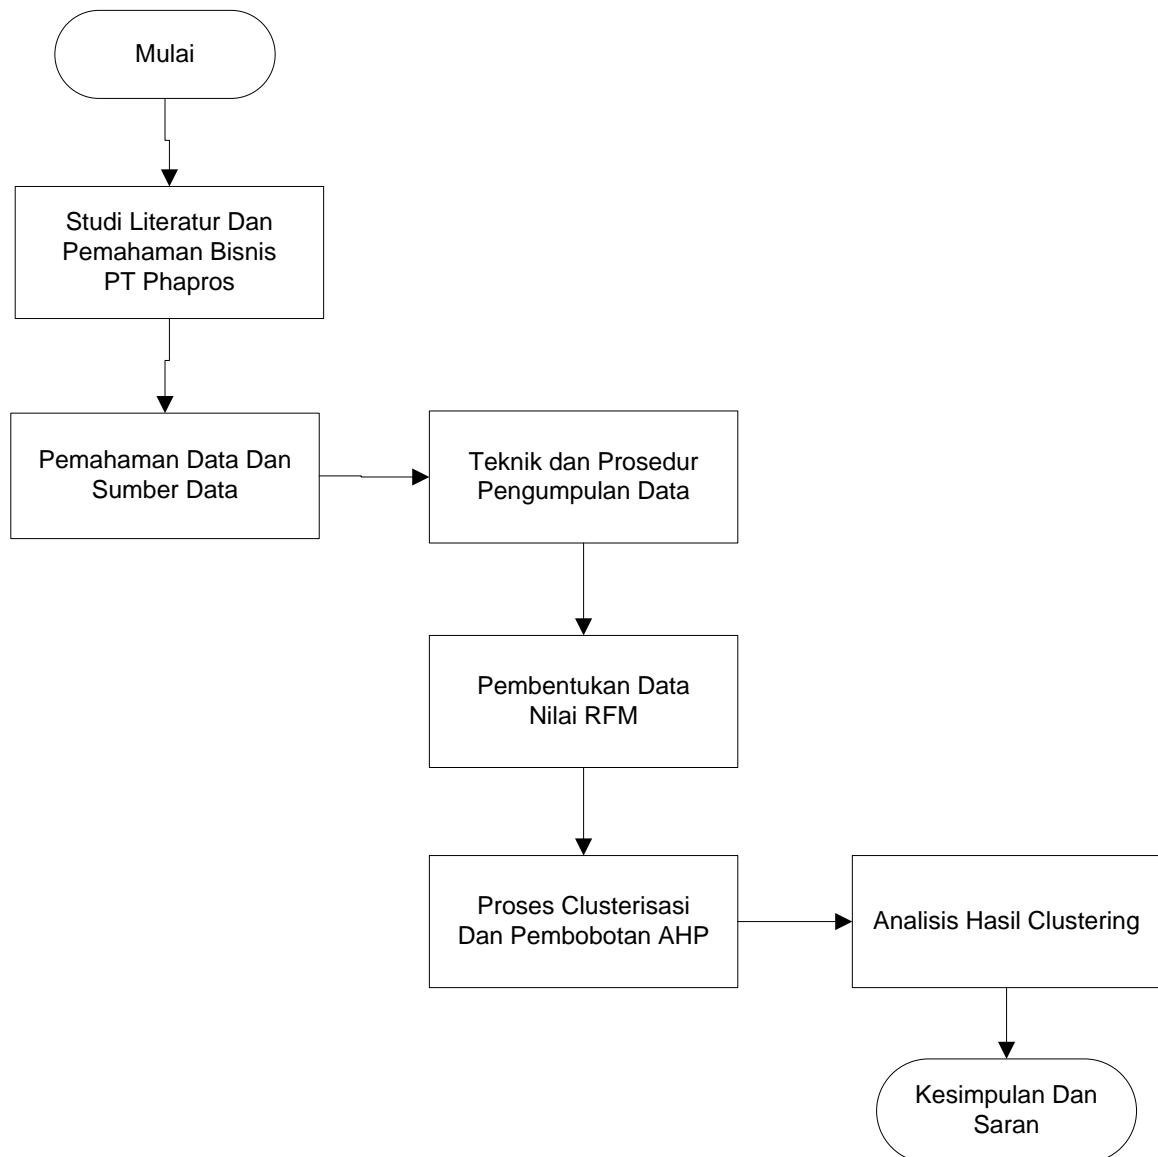 Mulai
Studi Literatur Dan
Pemahaman Bisnis
PT Phapros
Pemahaman Data Dan
Sumber Data
Teknik dan Prosedur
Pengumpulan Data
Pembentukan Data
Nilai RFM
Proses Clusterisasi
Dan Pembobotan AHP
Analisis Hasil Clustering
Kesimpulan Dan
Saran